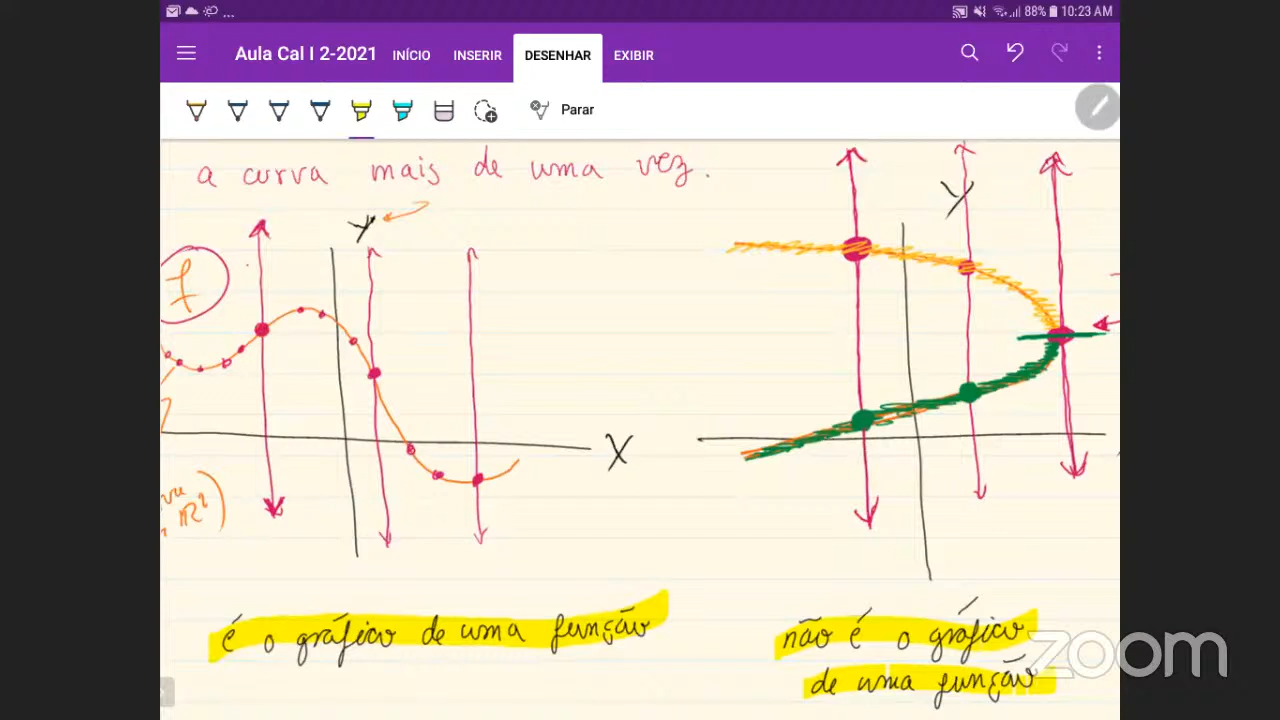 ... 88% 10:23 AM
Aula Cal I 2-2021 INÍCIO INSERIR DESENHAR EXIBIR
Parar
a curva mais de uma vez.
f
Y
X
Y
R²)
é o gráfico de uma função
não é o gráfico
de uma função
zoom